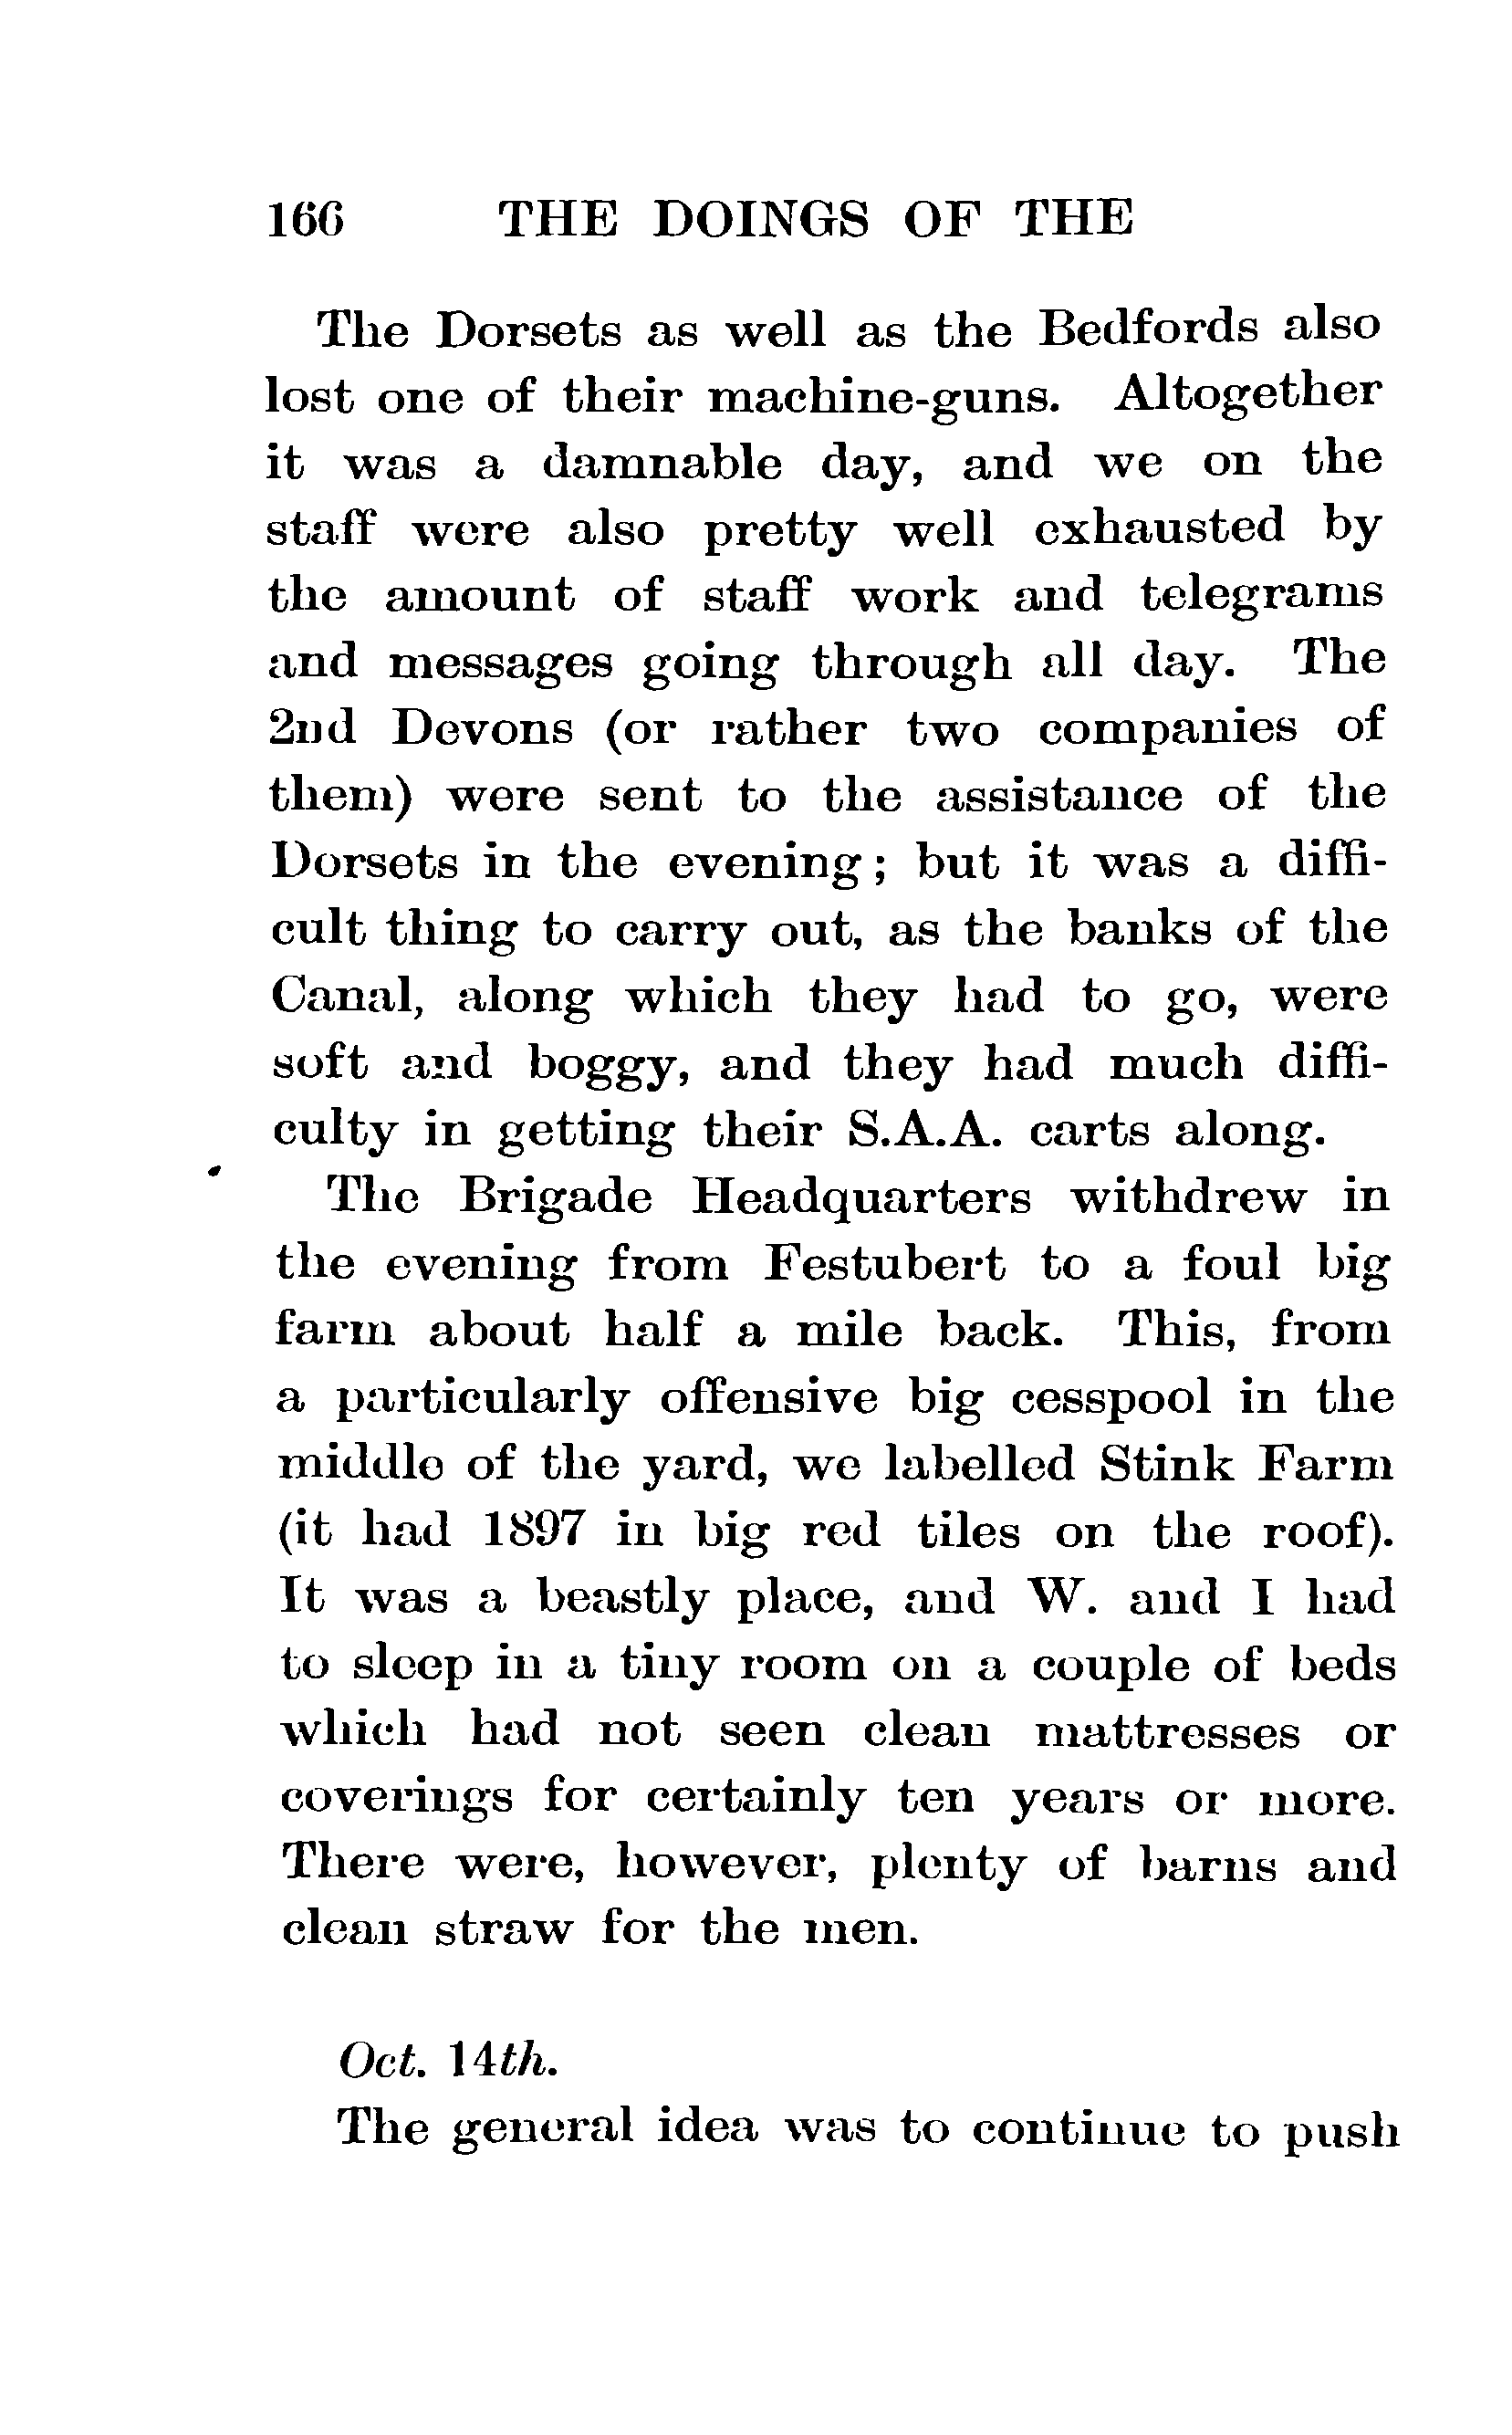 166 THE DOINGS OF THE
The Dorsets as well as the Bedfords also
lost one of their machine-guns. Altogether
it was a damnable day, and we on the
staff were also pretty well exhausted by
the amount of staff work and telegrams
and messages going through all day. The
2nd Devons (or rather two companies of
them) were sent to the assistance of the
Dorsets in the evening; but it was a diffi-
cult thing to carry out, as the banks of the
Canal, along which they had to go, were
soft and boggy, and they had much diffi-
culty in getting their S.A.A. carts along.
The Brigade Headquarters withdrew in
the evening from Festubert to a foul big
farm about half a mile back. This, from
a particularly offensive big cesspool in the
middle of the yard, we labelled Stink Farm
(it had 1897 in big red tiles on the roof).
It was a beastly place, and W. and I had
to sleep in a tiny room on a couple of beds
which had not seen clean mattresses or
coverings for certainly ten years or more.
There were, however, plenty of barns and
clean straw for the men.
Oct. 14th.
The general idea was to continue to push